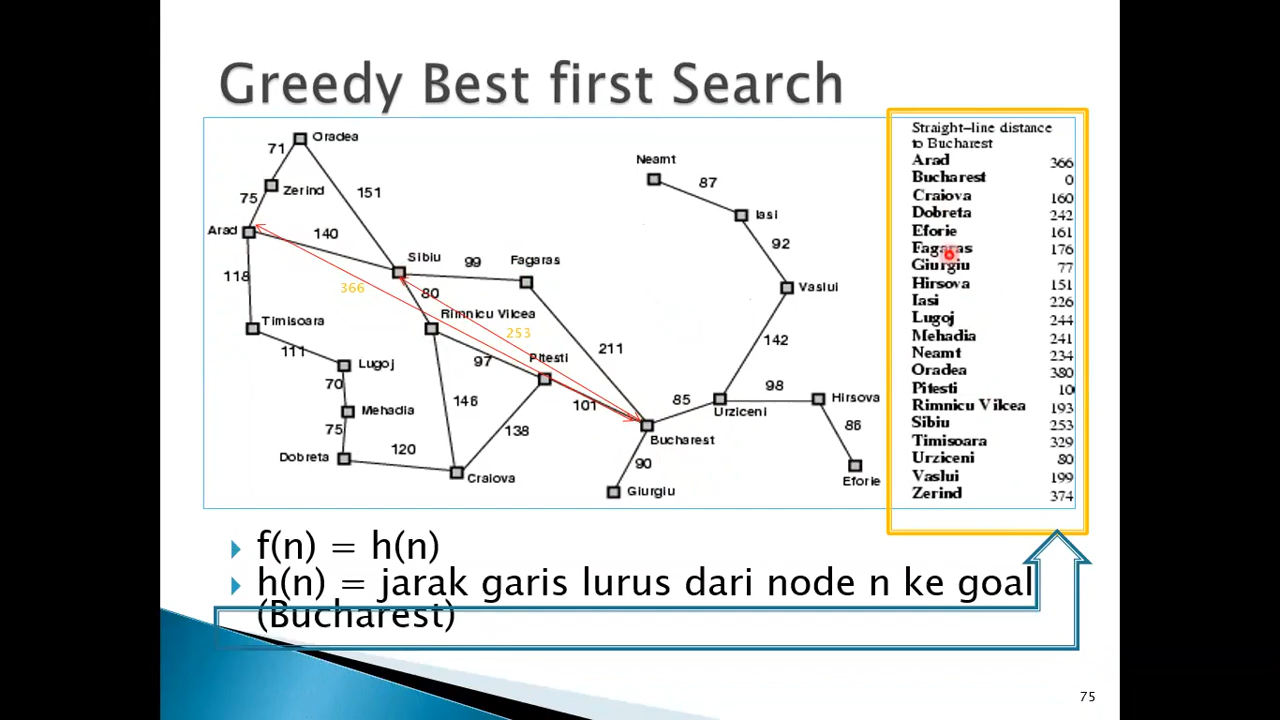 Greedy Best first Search
Oradea
71
Zerind
151
75
Arad
140
118
Sibiu
99
Fagaras
366
80
Rimnicu Vilcea
253
Timisoara
111
Lugoj
97
Pitesti
211
70
Mehadia
146
101
75
138
Dobreta
120
Craiova
Bucharest
90
Giurgiu
85
Neamt
87
Iasi
92
Vaslui
142
98
Urziceni
Hirsova
86
Eforie
Straight-line distance
to Bucharest
Arad 366
Bucharest 0
Craiova 160
Dobreta 242
Eforie 161
Fagaras 176
Giurgiu 77
Hirsova 151
Iasi 226
Lugoj 244
Mehadia 241
Neamt 234
Oradea 380
Pitesti 10
Rimnicu Vilcea 193
Sibiu 253
Timisoara 329
Urziceni 80
Vaslui 199
Zerind 374
f(n) = h(n)
h(n) = jarak garis lurus dari node n ke goal
(Bucharest)
75